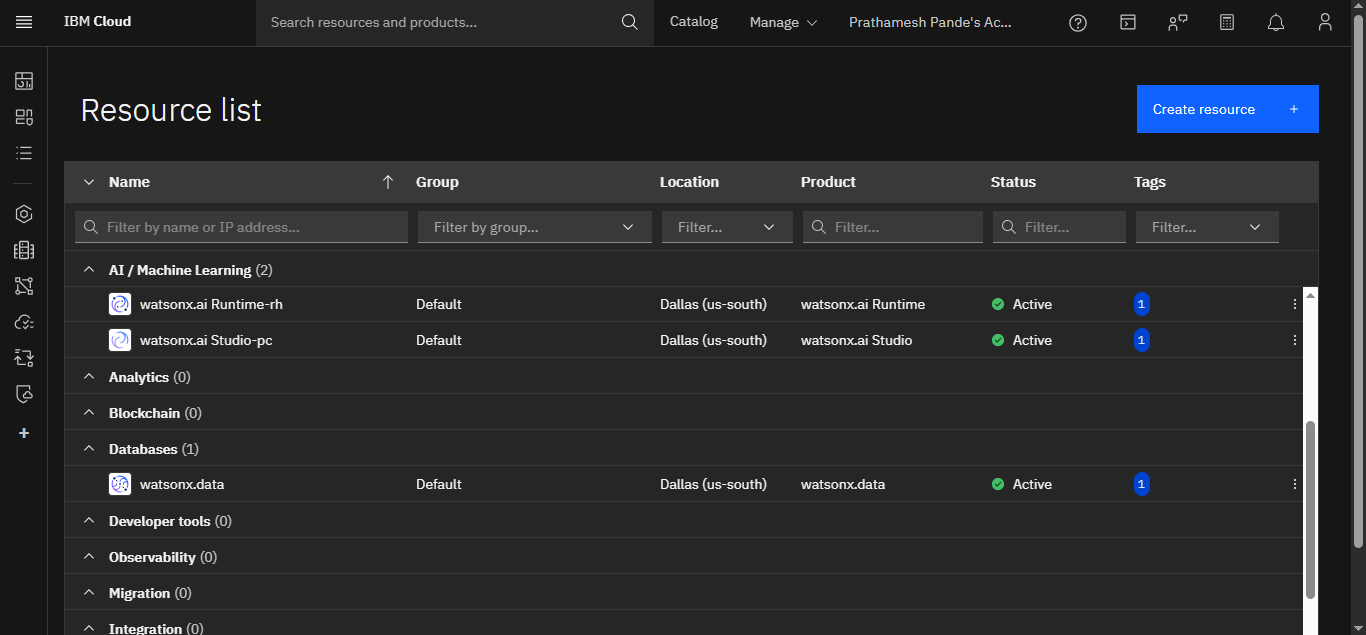 IBM Cloud
Search resources and products...
Catalog
Manage
Prathamesh Pande's Ac...
Resource list
Create resource +
Name Group Location Product Status Tags
Filter by name or IP address... Filter by group... Filter... Filter... Filter... Filter...
AI / Machine Learning (2)
watsonx.ai Runtime-rh Default Dallas (us-south) watsonx.ai Runtime Active 1
watsonx.ai Studio-pc Default Dallas (us-south) watsonx.ai Studio Active 1
Analytics (0)
Blockchain (0)
Databases (1)
watsonx.data Default Dallas (us-south) watsonx.data Active 1
Developer tools (0)
Observability (0)
Migration (0)
Integration (0)